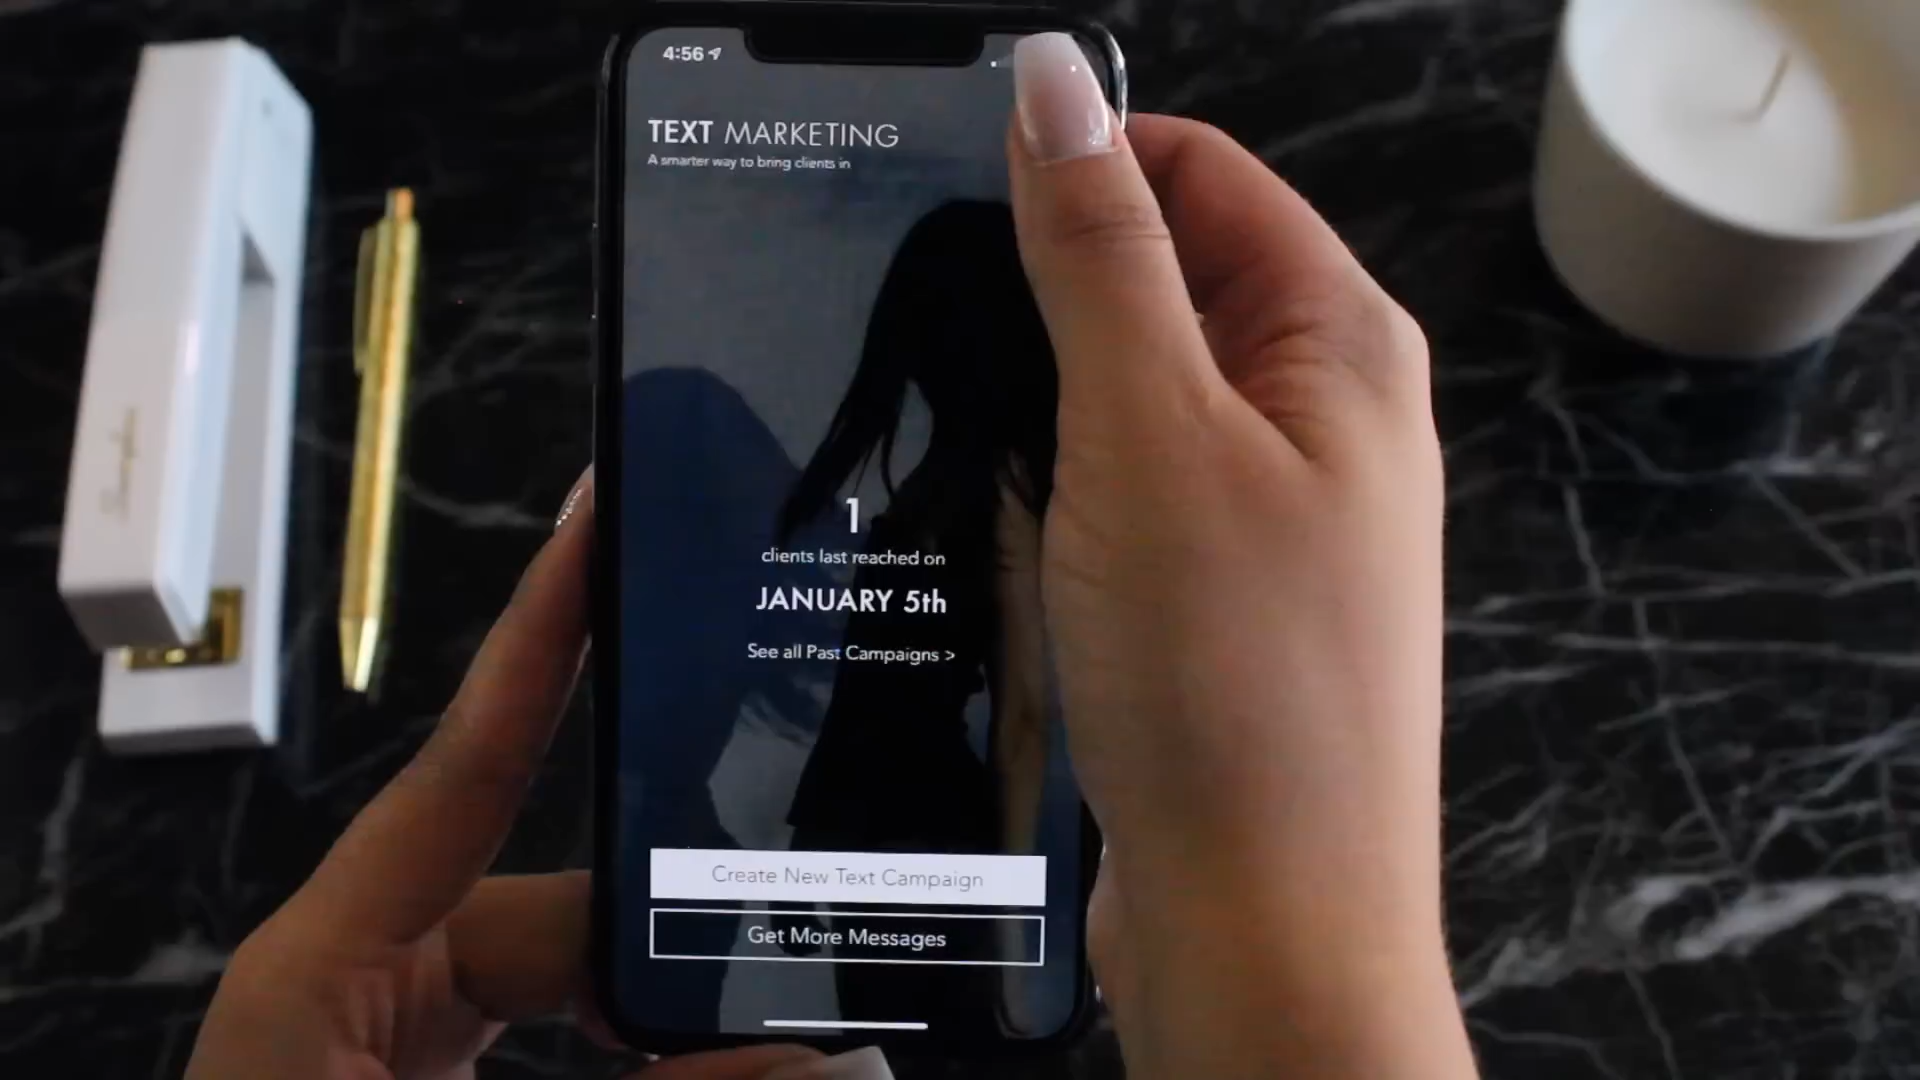 4:56
TEXT MARKETING
A smarter way to bring clients in
1
clients last reached on
JANUARY 5th
See all Past Campaigns >
Create New Text Campaign
Get More Messages